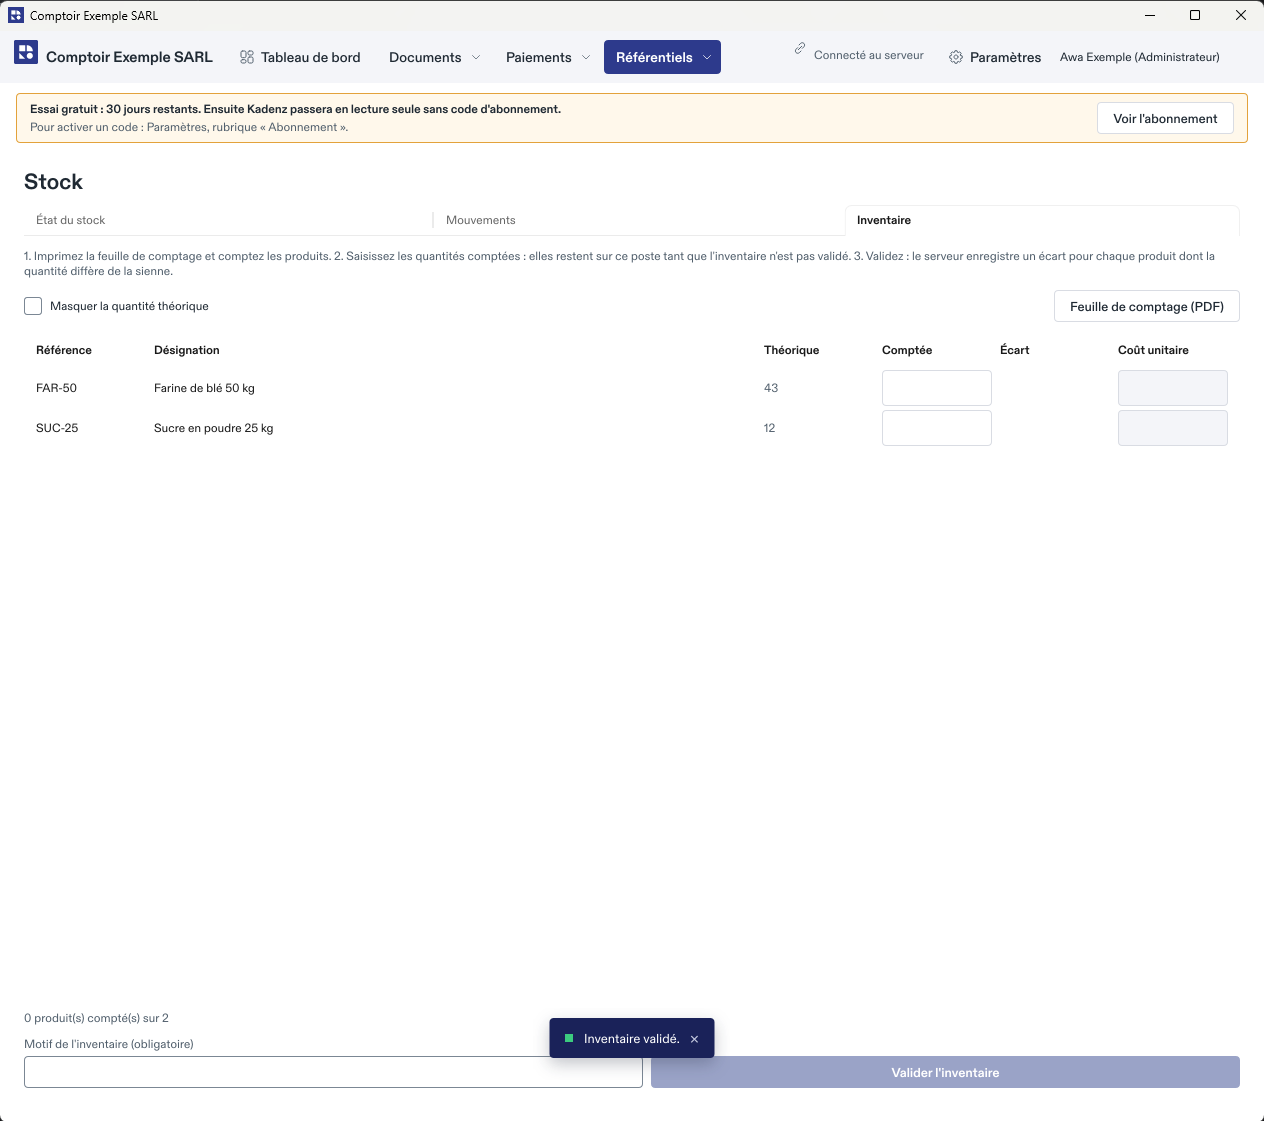 Comptoir Exemple SARL
Comptoir Exemple SARL
Tableau de bord
Documents
Paiements
Référentiels
Connecté au serveur
Paramètres
Awa Exemple (Administrateur)
Essai gratuit : 30 jours restants. Ensuite Kadenz passera en lecture seule sans code d'abonnement.
Pour activer un code : Paramètres, rubrique « Abonnement ».
Voir l'abonnement
Stock
État du stock
Mouvements
Inventaire
1. Imprimez la feuille de comptage et comptez les produits. 2. Saisissez les quantités comptées : elles restent sur ce poste tant que l'inventaire n'est pas validé. 3. Validez : le serveur enregistre un écart pour chaque produit dont la
quantité diffère de la sienne.
Masquer la quantité théorique
Feuille de comptage (PDF)
Référence Désignation Théorique Comptée Écart Coût unitaire
FAR-50 Farine de blé 50 kg 43
SUC-25 Sucre en poudre 25 kg 12
0 produit(s) compté(s) sur 2
Inventaire validé.
Motif de l'inventaire (obligatoire)
Valider l'inventaire